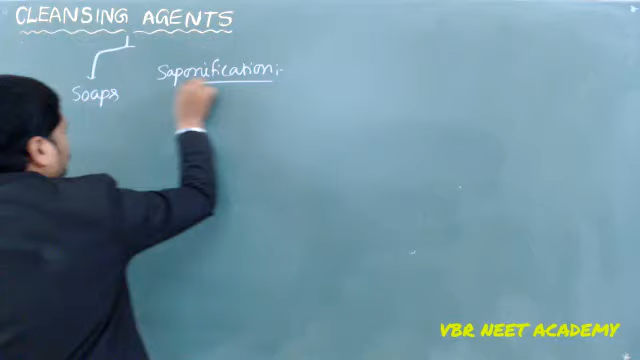 CLEANSING AGENTS
Saponification:-
Soaps
VBR NEET ACADEMY